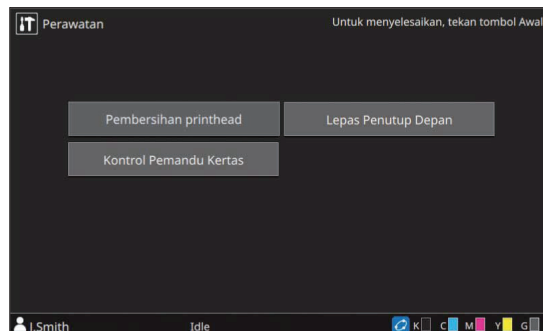 Perawatan
Untuk menyelesaikan, tekan tombol Awal
Pembersihan printhead
Lepas Penutup Depan
Kontrol Pemandu Kertas
J.Smith
Idle
K C M Y G